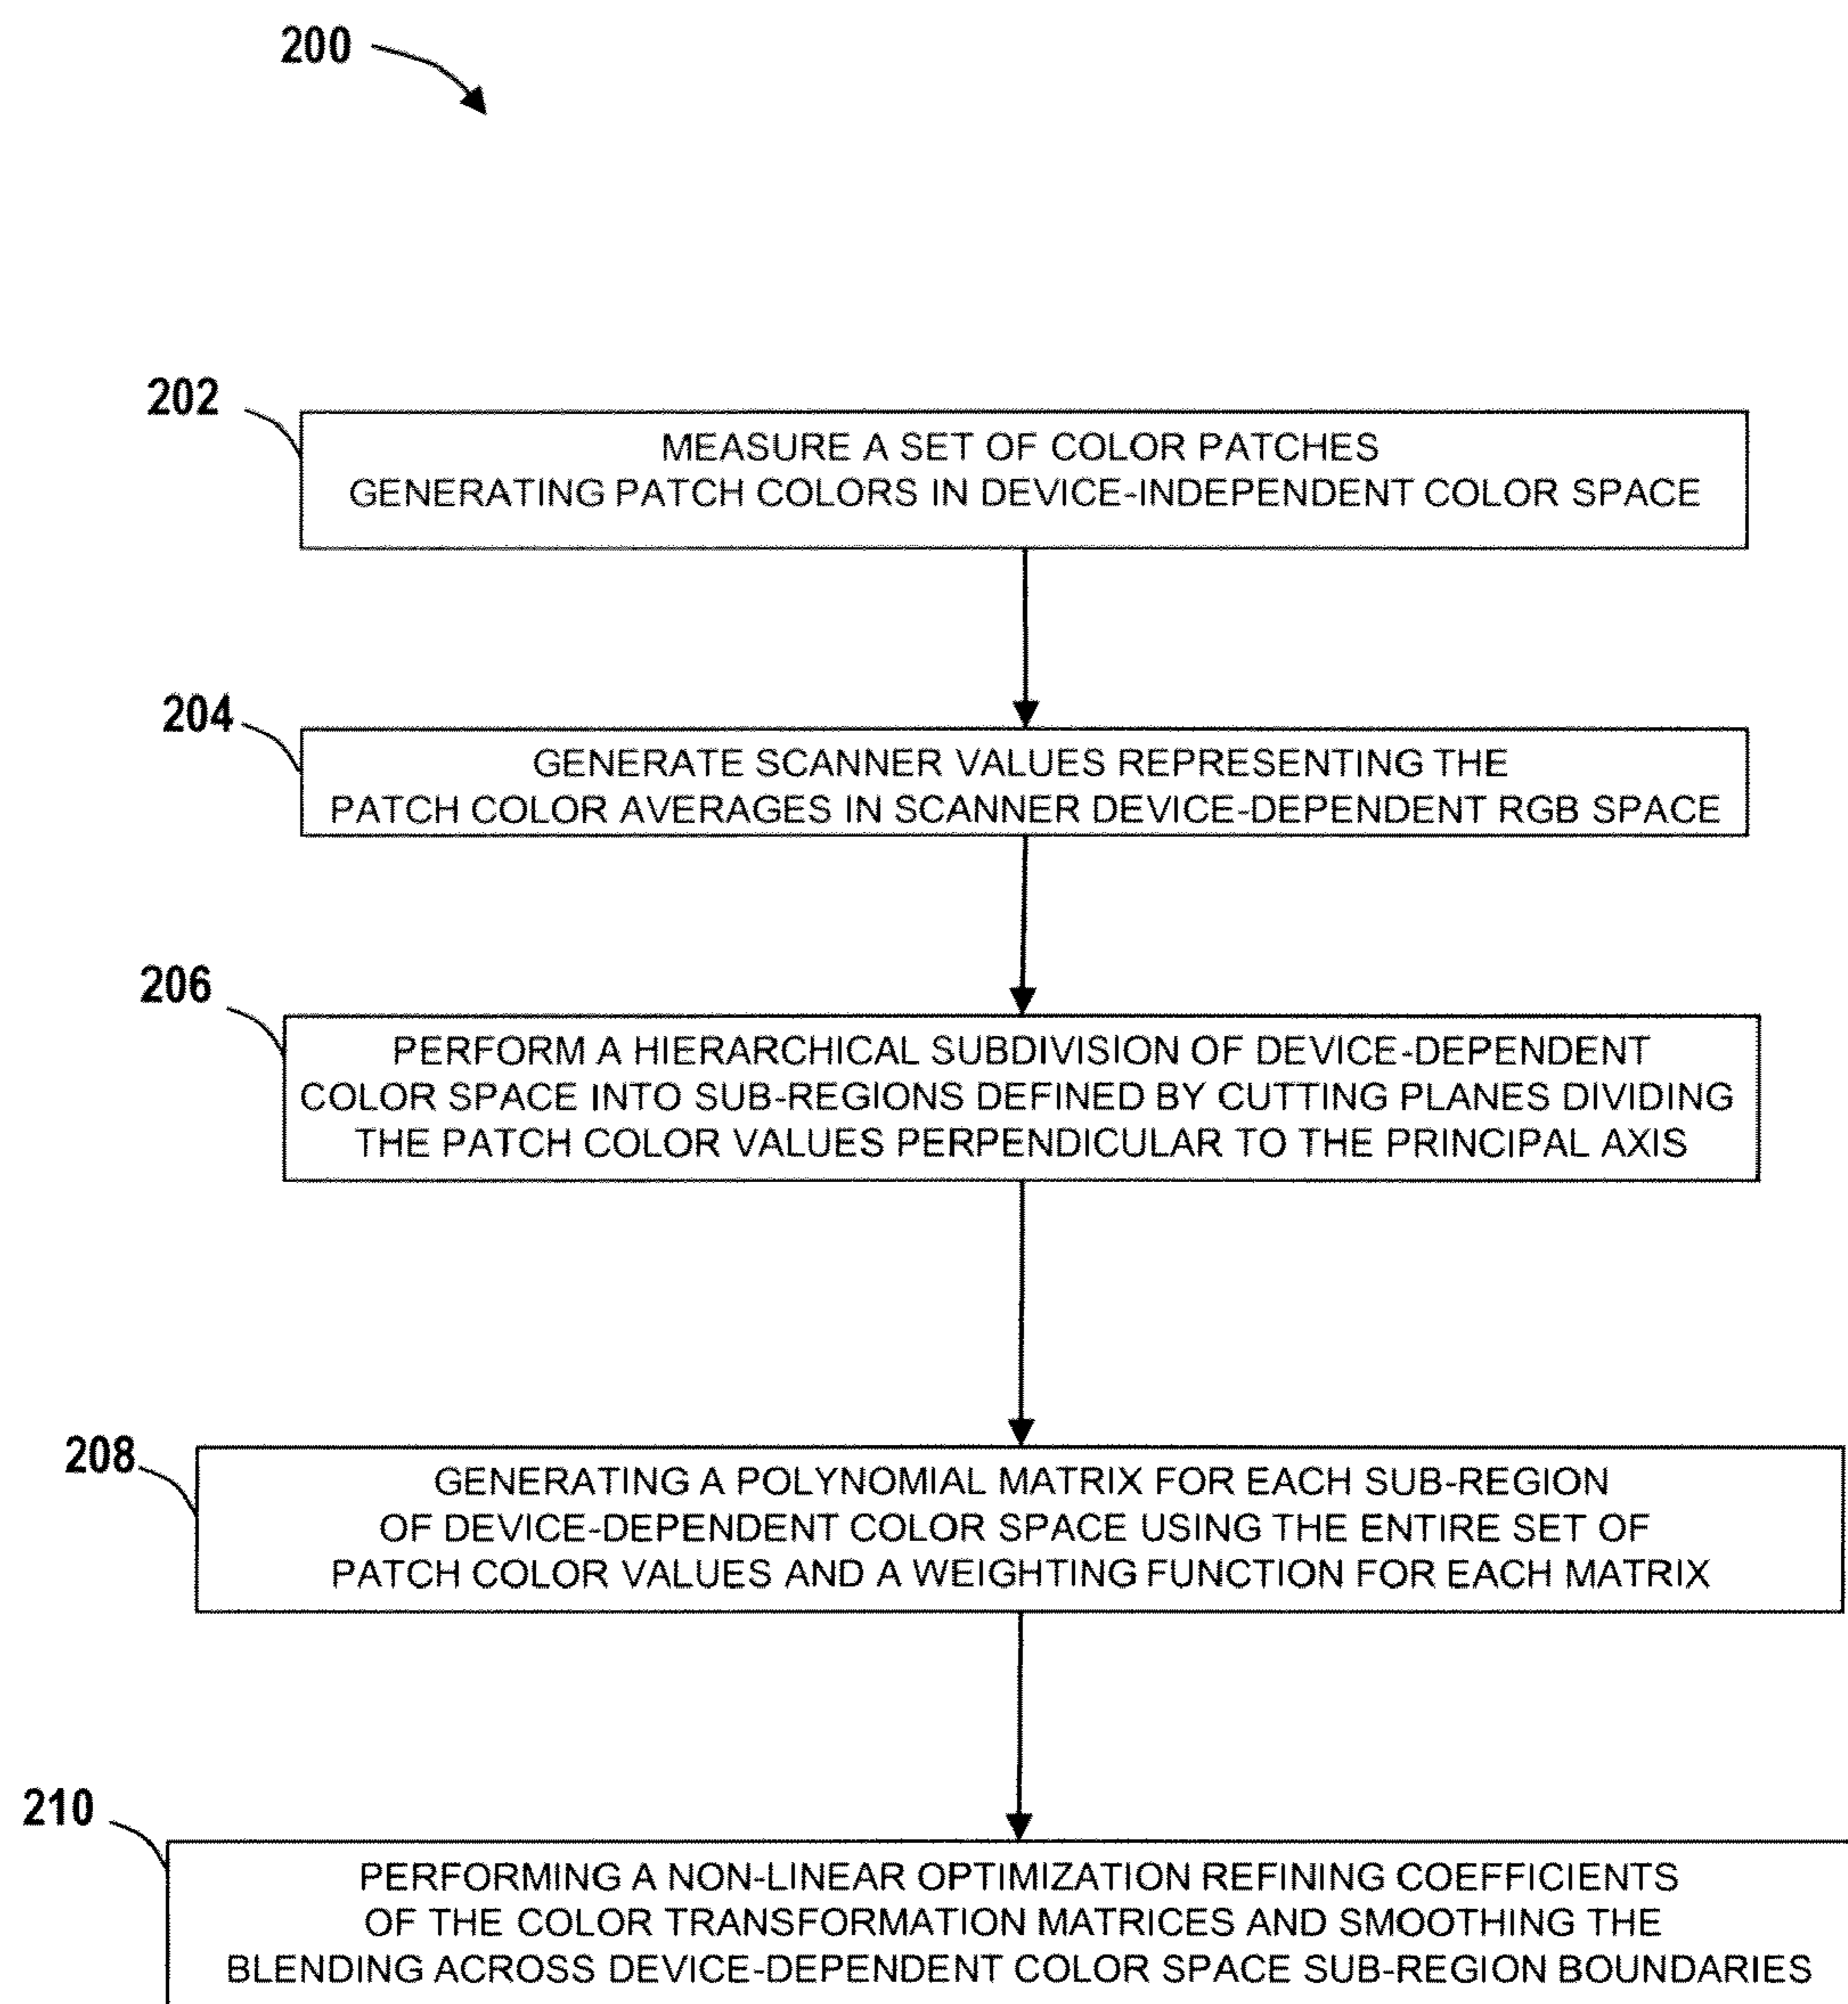 200
202
MEASURE A SET OF COLOR PATCHES
GENERATING PATCH COLORS IN DEVICE-INDEPENDENT COLOR SPACE
204
GENERATE SCANNER VALUES REPRESENTING THE
PATCH COLOR AVERAGES IN SCANNER DEVICE-DEPENDENT RGB SPACE
206
PERFORM A HIERARCHICAL SUBDIVISION OF DEVICE-DEPENDENT
COLOR SPACE INTO SUB-REGIONS DEFINED BY CUTTING PLANES DIVIDING
THE PATCH COLOR VALUES PERPENDICULAR TO THE PRINCIPAL AXIS
208
GENERATING A POLYNOMIAL MATRIX FOR EACH SUB-REGION
OF DEVICE-DEPENDENT COLOR SPACE USING THE ENTIRE SET OF
PATCH COLOR VALUES AND A WEIGHTING FUNCTION FOR EACH MATRIX
210
PERFORMING A NON-LINEAR OPTIMIZATION REFINING COEFFICIENTS
OF THE COLOR TRANSFORMATION MATRICES AND SMOOTHING THE
BLENDING ACROSS DEVICE-DEPENDENT COLOR SPACE SUB-REGION BOUNDARIES